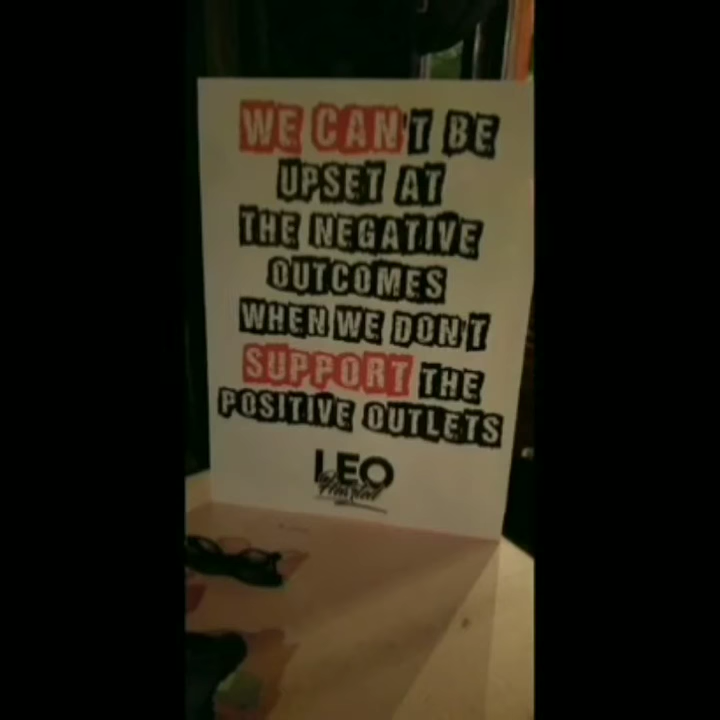 WE CAN'T BE
UPSET AT
THE NEGATIVE
OUTCOMES
WHEN WE DON'T
SUPPORT THE
POSITIVE OUTLETS
LEO